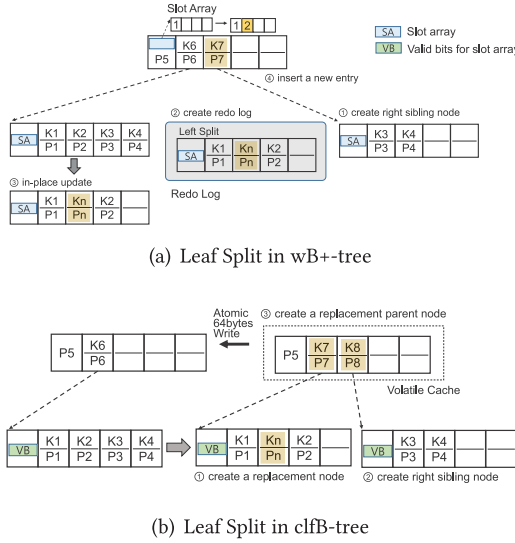 Slot Array
1 → 1 2
K6 K7
P5 P6 P7
SA Slot array
VB Valid bits for slot array
④ insert a new entry
② create redo log
① create right sibling node
Left Split
SA K1 K2 K3 K4
P1 P2 P3 P4
SA K1 Kn K2
P1 Pn P2
SA K3 K4
P3 P4
③ in-place update
Redo Log
SA K1 Kn K2
P1 Pn P2
(a) Leaf Split in wB+-tree
Atomic
64bytes
Write
③ create a replacement parent node
P5 K6
P6
P5 K7 K8
P7 P8
Volatile Cache
VB K1 K2 K3 K4
P1 P2 P3 P4
VB K1 Kn K2
P1 Pn P2
VB K3 K4
P3 P4
① create a replacement node
② create right sibling node
(b) Leaf Split in clfB-tree